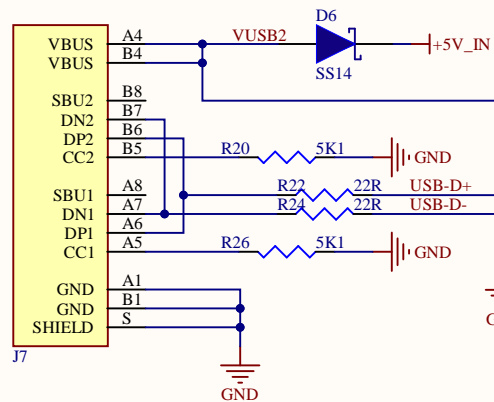 D6
VBUS A4 VUSB2 +5V_IN
VBUS B4
SS14
SBU2 B8
DN2 B7
DP2 B6
CC2 B5 R20 5K1 GND
SBU1 A8 R22 22R USB-D+
DN1 A7 R24 22R USB-D-
DP1 A6
CC1 A5 R26 5K1 GND
GND A1
GND B1
SHIELD S
J7
GND